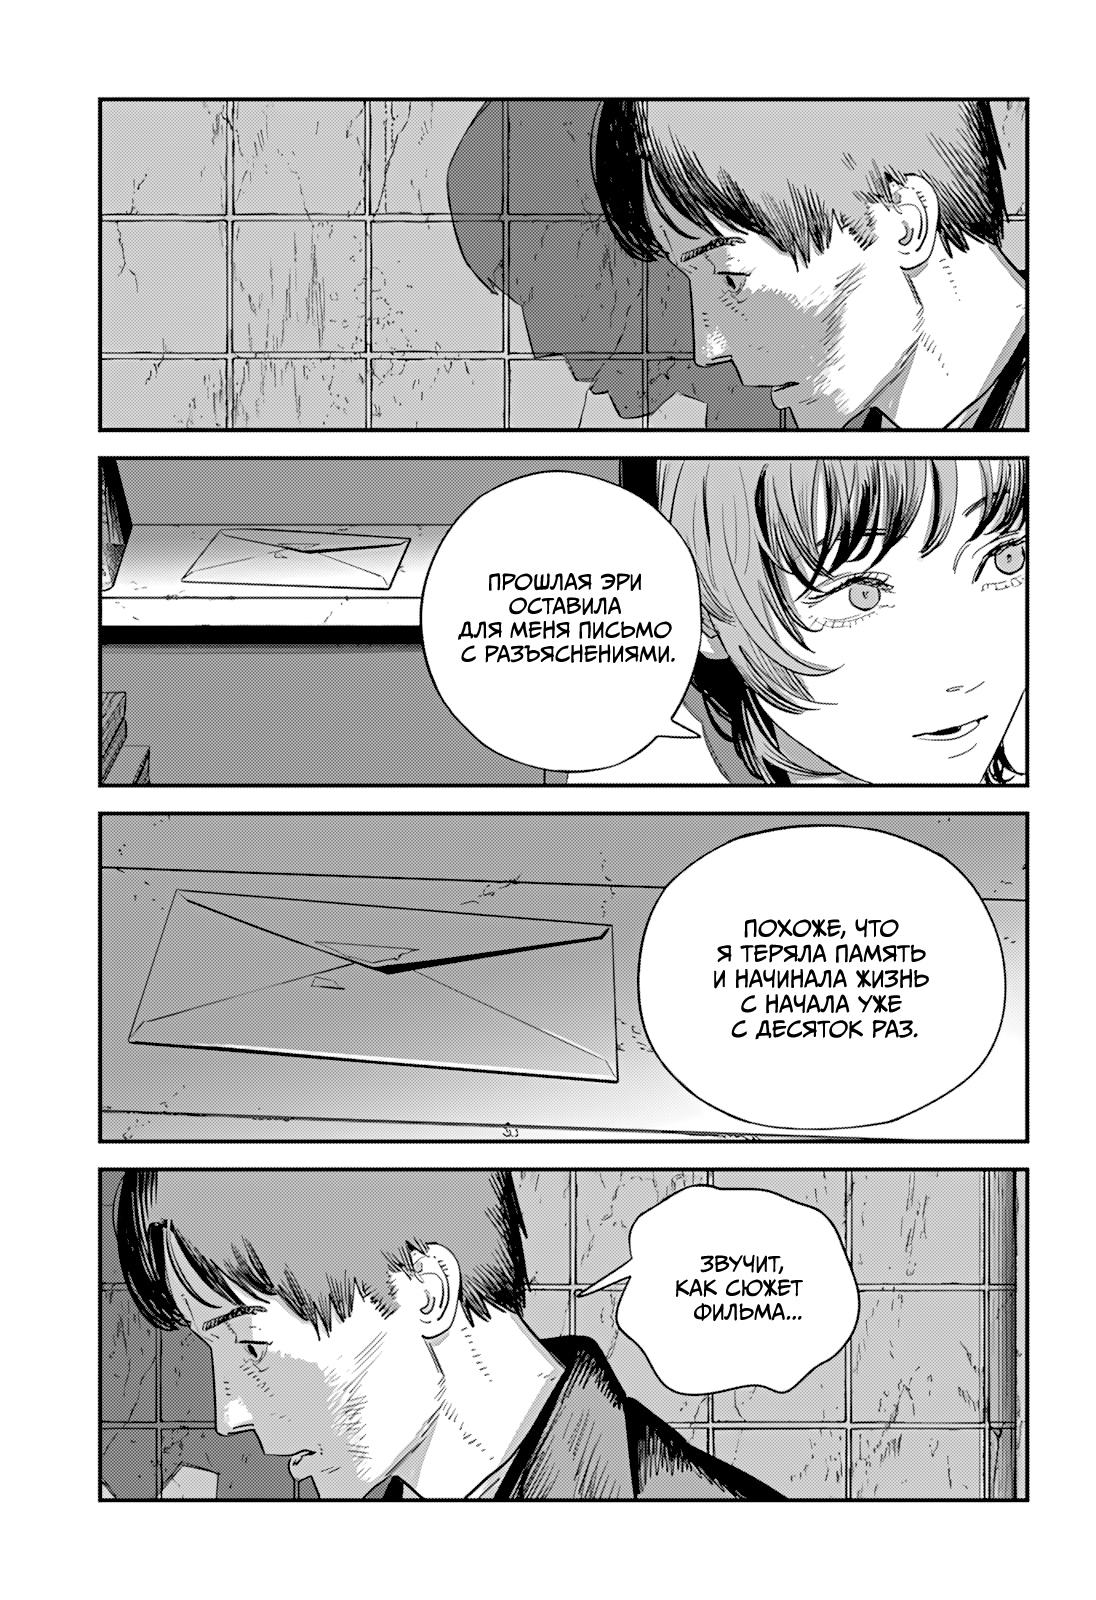 ПРОШЛАЯ ЭРИ
ОСТАВИЛА
ДЛЯ МЕНЯ ПИСЬМО
С РАЗЪЯСНЕНИЯМИ.
ПОХОЖЕ, ЧТО
Я ТЕРЯЛА ПАМЯТЬ
И НАЧИНАЛА ЖИЗНЬ
С НАЧАЛА УЖЕ
С ДЕСЯТОК РАЗ.
ЗВУЧИТ,
КАК СЮЖЕТ
ФИЛЬМА...